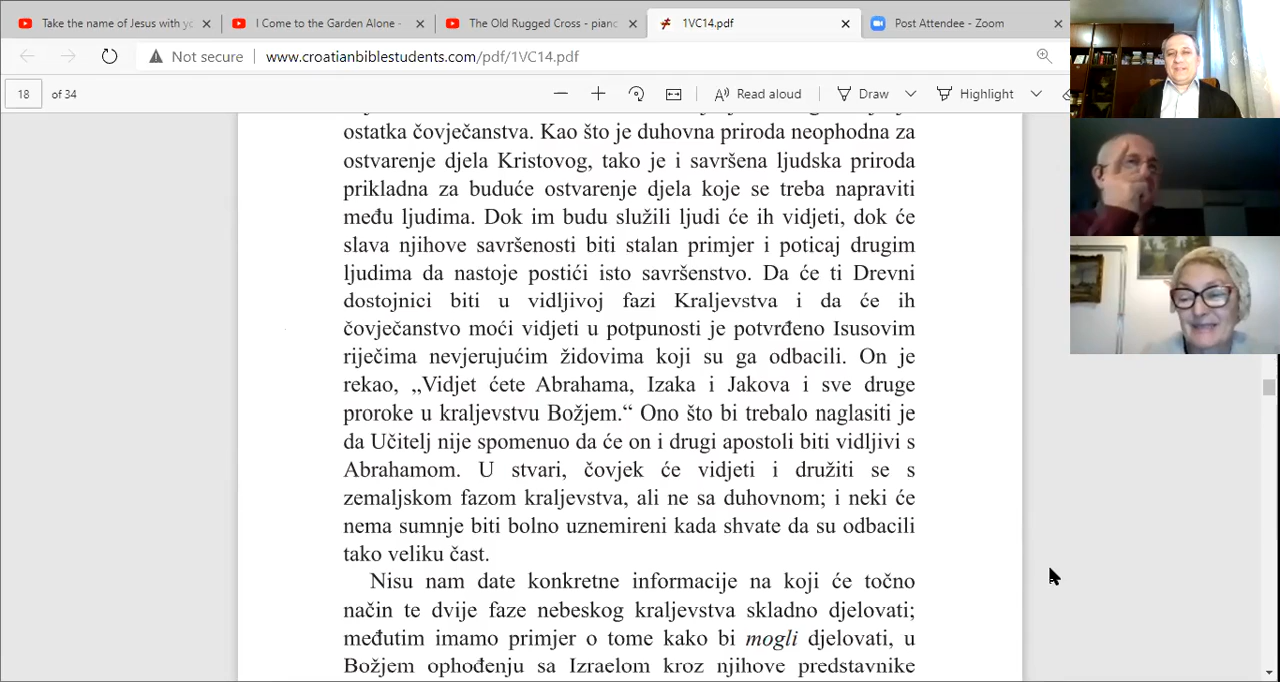 Take the name of Jesus with yo
I Come to the Garden Alone -
The Old Rugged Cross - piano
1VC14.pdf
Post Attendee - Zoom
Not secure
www.croatianbiblestudents.com/pdf/1VC14.pdf
18 of 34
Read aloud
Draw
Highlight
ostatka čovječanstva. Kao što je duhovna priroda neophodna za
ostvarenje djela Kristovog, tako je i savršena ljudska priroda
prikladna za buduće ostvarenje djela koje se treba napraviti
među ljudima. Dok im budu služili ljudi će ih vidjeti, dok će
slava njihove savršenosti biti stalan primjer i poticaj drugim
ljudima da nastoje postići isto savršenstvo. Da će ti Drevni
dostojnici biti u vidljivoj fazi Kraljevstva i da će ih
čovječanstvo moći vidjeti u potpunosti je potvrđeno Isusovim
riječima nevjerujućim židovima koji su ga odbacili. On je
rekao, „Vidjet ćete Abrahama, Izaka i Jakova i sve druge
proroke u kraljevstvu Božjem.“ Ono što bi trebalo naglasiti je
da Učitelj nije spomenuo da će on i drugi apostoli biti vidljivi s
Abrahamom. U stvari, čovjek će vidjeti i družiti se s
zemaljskom fazom kraljevstva, ali ne sa duhovnom; i neki će
nema sumnje biti bolno uznemireni kada shvate da su odbacili
tako veliku čast.
Nisu nam date konkretne informacije na koji će točno
način te dvije faze nebeskog kraljevstva skladno djelovati;
međutim imamo primjer o tome kako bi mogli djelovati, u
Božjem ophođenju sa Izraelom kroz njihove predstavnike